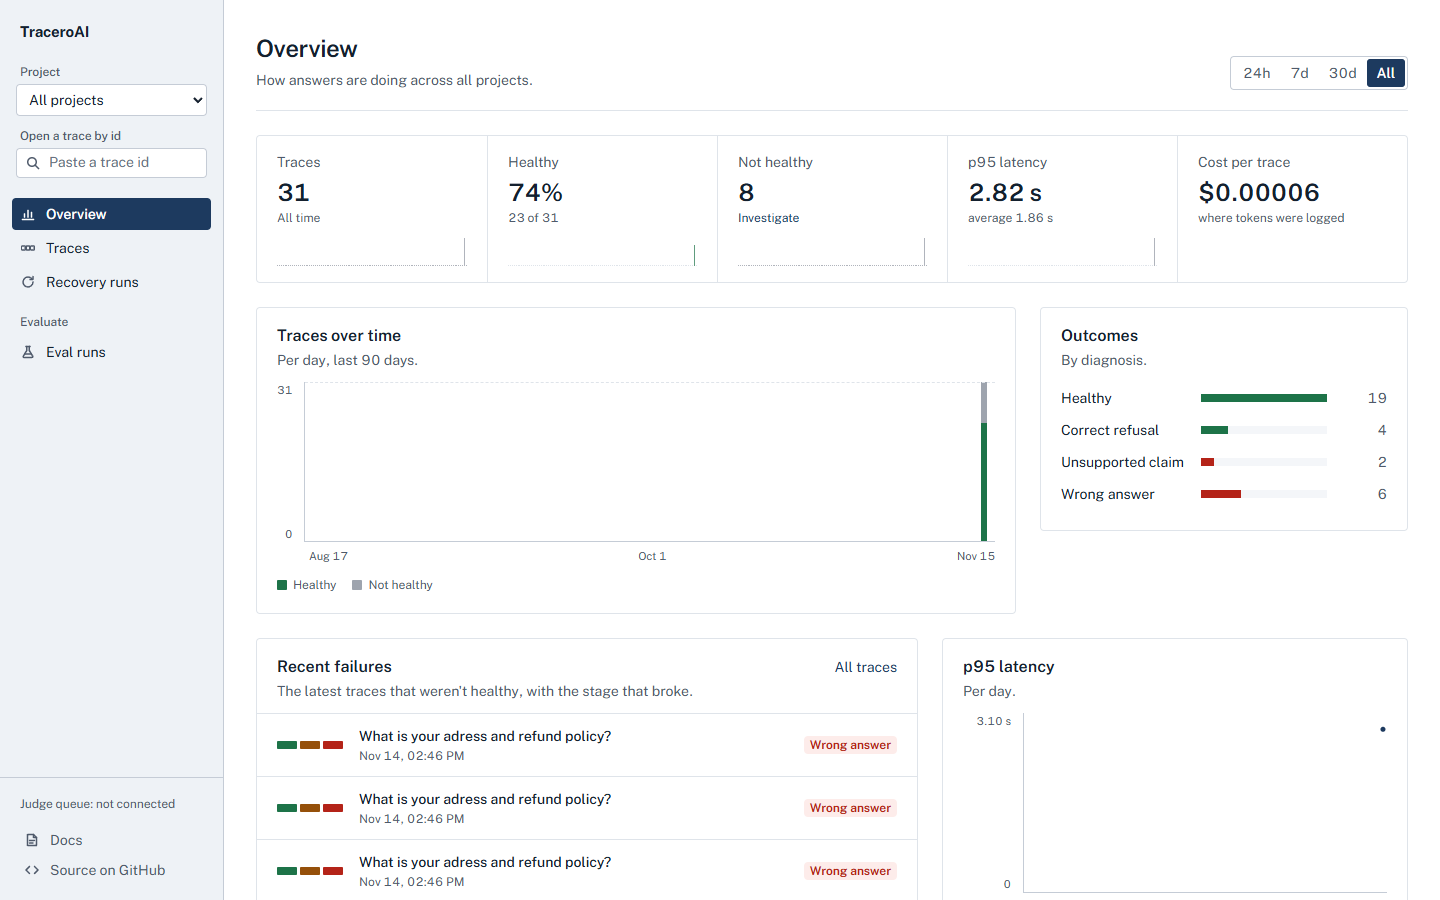 TraceroAI
Project
All projects
Open a trace by id
Paste a trace id
Overview
Traces
Recovery runs
Evaluate
Eval runs
Judge queue: not connected
Docs
Source on GitHub
Overview
How answers are doing across all projects.
24h 7d 30d All
Traces
31
All time
Healthy
74%
23 of 31
Not healthy
8
Investigate
p95 latency
2.82 s
average 1.86 s
Cost per trace
$0.00006
where tokens were logged
Traces over time
Per day, last 90 days.
31
0
Aug 17 Oct 1 Nov 15
Healthy Not healthy
Outcomes
By diagnosis.
Healthy 19
Correct refusal 4
Unsupported claim 2
Wrong answer 6
Recent failures All traces
The latest traces that weren't healthy, with the stage that broke.
What is your adress and refund policy?
Nov 14, 02:46 PM
Wrong answer
What is your adress and refund policy?
Nov 14, 02:46 PM
Wrong answer
What is your adress and refund policy?
Nov 14, 02:46 PM
Wrong answer
p95 latency
Per day.
3.10 s
0